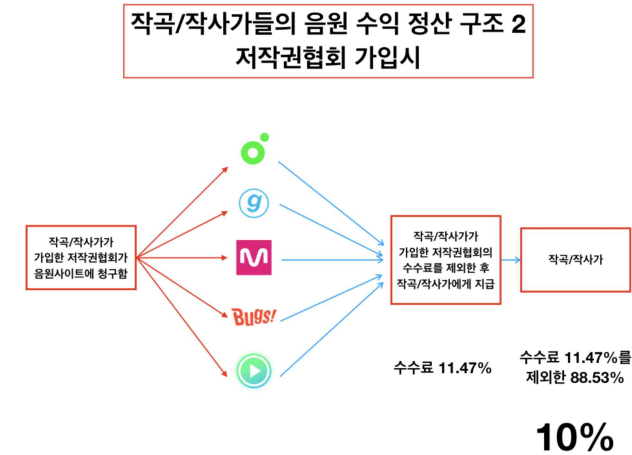 작곡/작사가들의 음원 수익 정산 구조 2
저작권협회 가입시
작곡/작사가가
가입한 저작권협회가
음원사이트에 청구함
g
Bugs!
작곡/작사가가
가입한 저작권협회의
수수료를 제외한 후
작곡/작사가에게 지급
작곡/작사가
수수료 11.47%
수수료 11.47%를
제외한 88.53%
10%